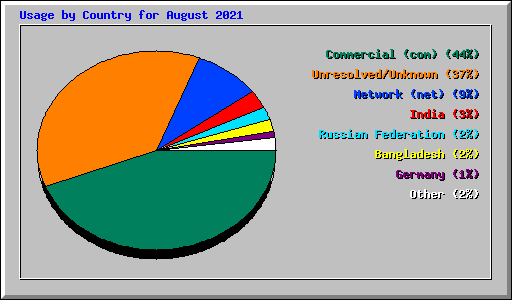 Usage by Country for August 2021
Commercial (com) (44%)
Unresolved/Unknown (37%)
Network (net) (9%)
India (3%)
Russian Federation (2%)
Bangladesh (2%)
Germany (1%)
Other (2%)